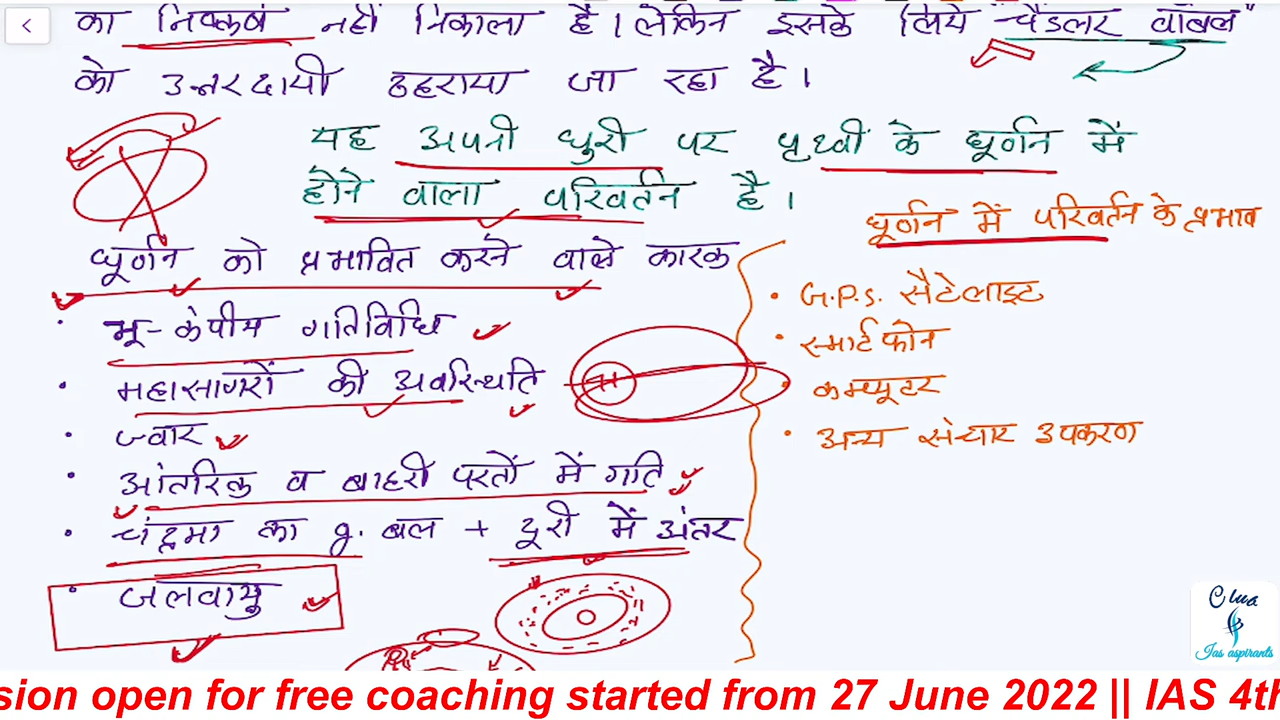 का निष्कर्ष नहीं निकाला है। लेकिन इसके लिये "चैंडलर वॉबल"
को उत्तरदायी ठहराया जा रहा है।
यह अपनी धुरी पर पृथ्वी के घूर्णन में
होने वाला परिवर्तन है।
घूर्णन को प्रभावित करने वाले कारक
• भू-कंपीय गतिविधि
• महासागरों की अवस्थिति
• ज्वार
• आंतरिक व बाहरी परतों में गति
• चंद्रमा का g. बल + दूरी में अंतर
• जलवायु
घूर्णन में परिवर्तन के प्रभाव
• G.P.S. सैटेलाइट
• स्मार्टफोन
• कम्प्यूटर
• अन्य संचार उपकरण
Ias aspirants
sion open for free coaching started from 27 June 2022 || IAS 4th